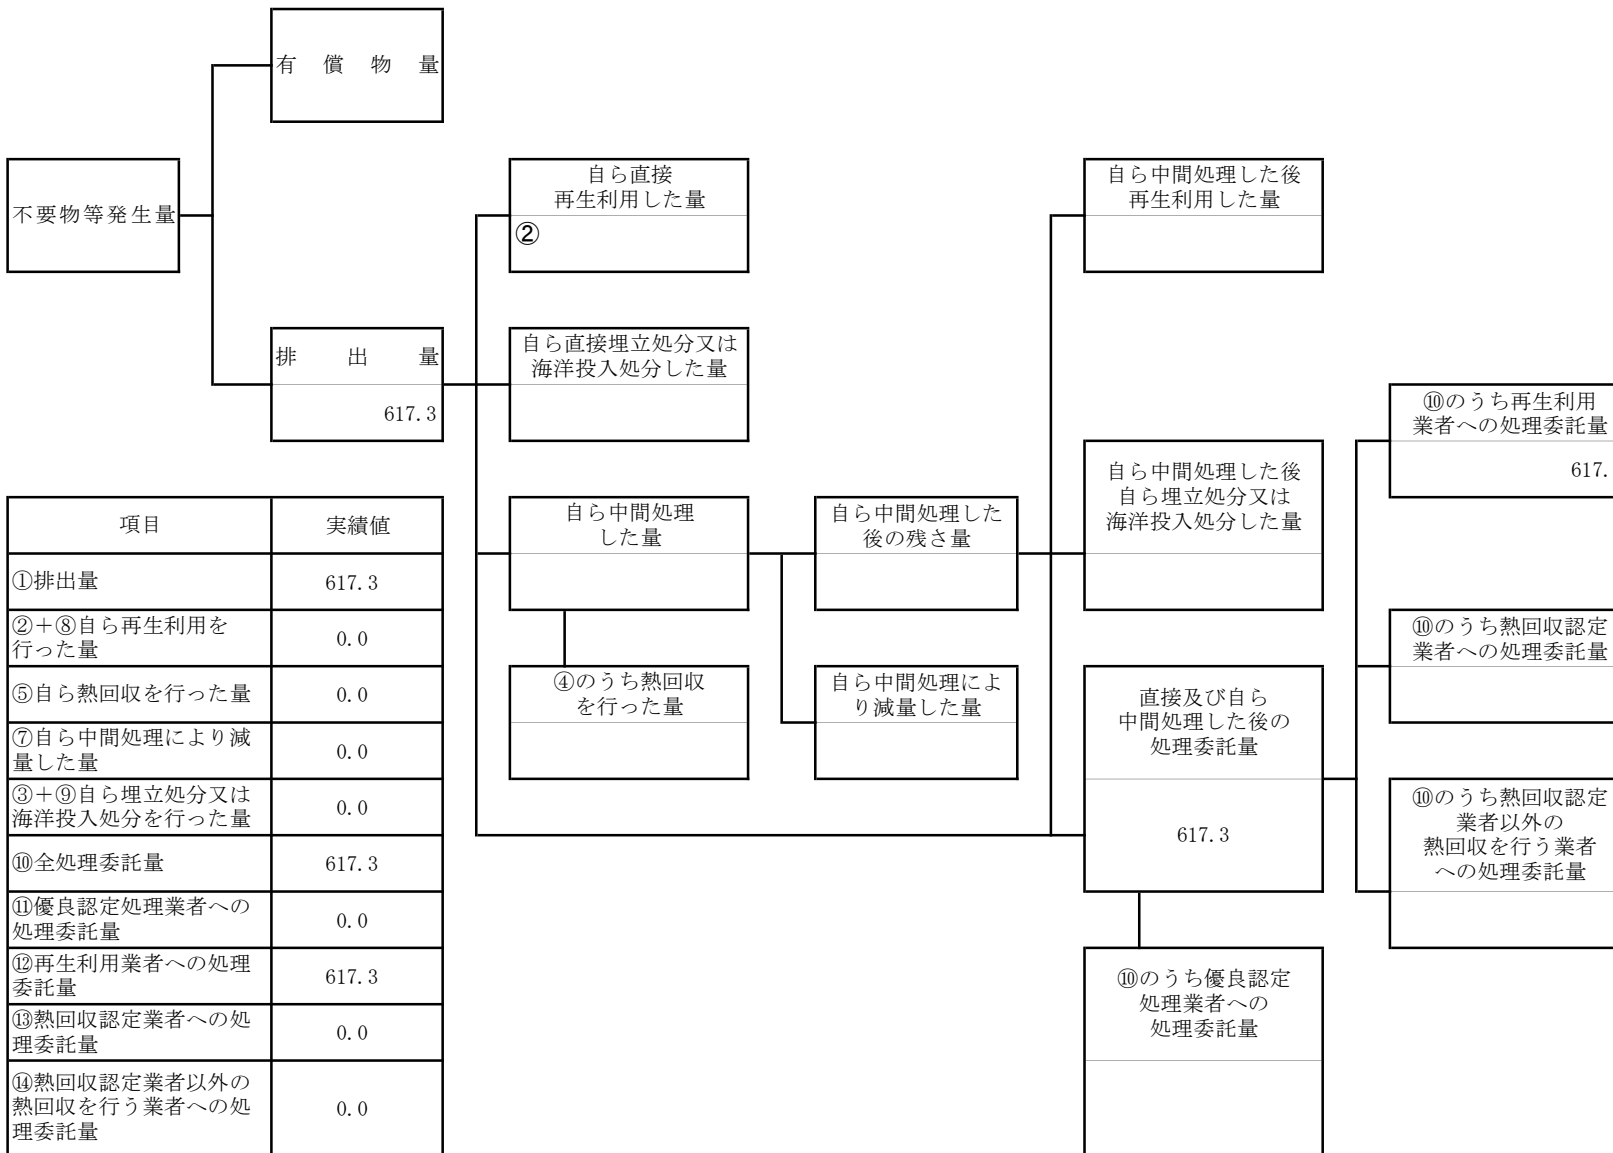 有償物量
不要物等発生量
自ら直接
再生利用した量
②
自ら中間処理した後
再生利用した量
排出量
617.3
自ら直接埋立処分又は
海洋投入処分した量
⑩のうち再生利用
業者への処理委託量
617.
自ら中間処理した後
自ら埋立処分又は
海洋投入処分した量
自ら中間処理
した量
自ら中間処理した
後の残さ量
⑩のうち熱回収認定
業者への処理委託量
④のうち熱回収
を行った量
自ら中間処理によ
り減量した量
直接及び自ら
中間処理した後の
処理委託量
617.3
⑩のうち熱回収認定
業者以外の
熱回収を行う業者
への処理委託量
⑩のうち優良認定
処理業者への
処理委託量
項目 実績値
①排出量 617.3
②+⑧自ら再生利用を
行った量 0.0
⑤自ら熱回収を行った量 0.0
⑦自ら中間処理により減
量した量 0.0
③+⑨自ら埋立処分又は
海洋投入処分を行った量 0.0
⑩全処理委託量 617.3
⑪優良認定処理業者への
処理委託量 0.0
⑫再生利用業者への処理
委託量 617.3
⑬熱回収認定業者への処
理委託量 0.0
⑭熱回収認定業者以外の
熱回収を行う業者への処
理委託量 0.0